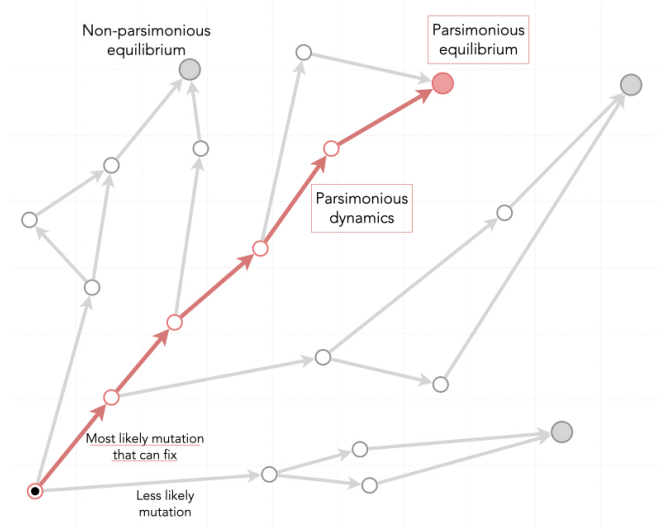 Non-parsimonious
equilibrium
Parsimonious
equilibrium
Parsimonious
dynamics
Most likely mutation
that can fix
Less likely
mutation